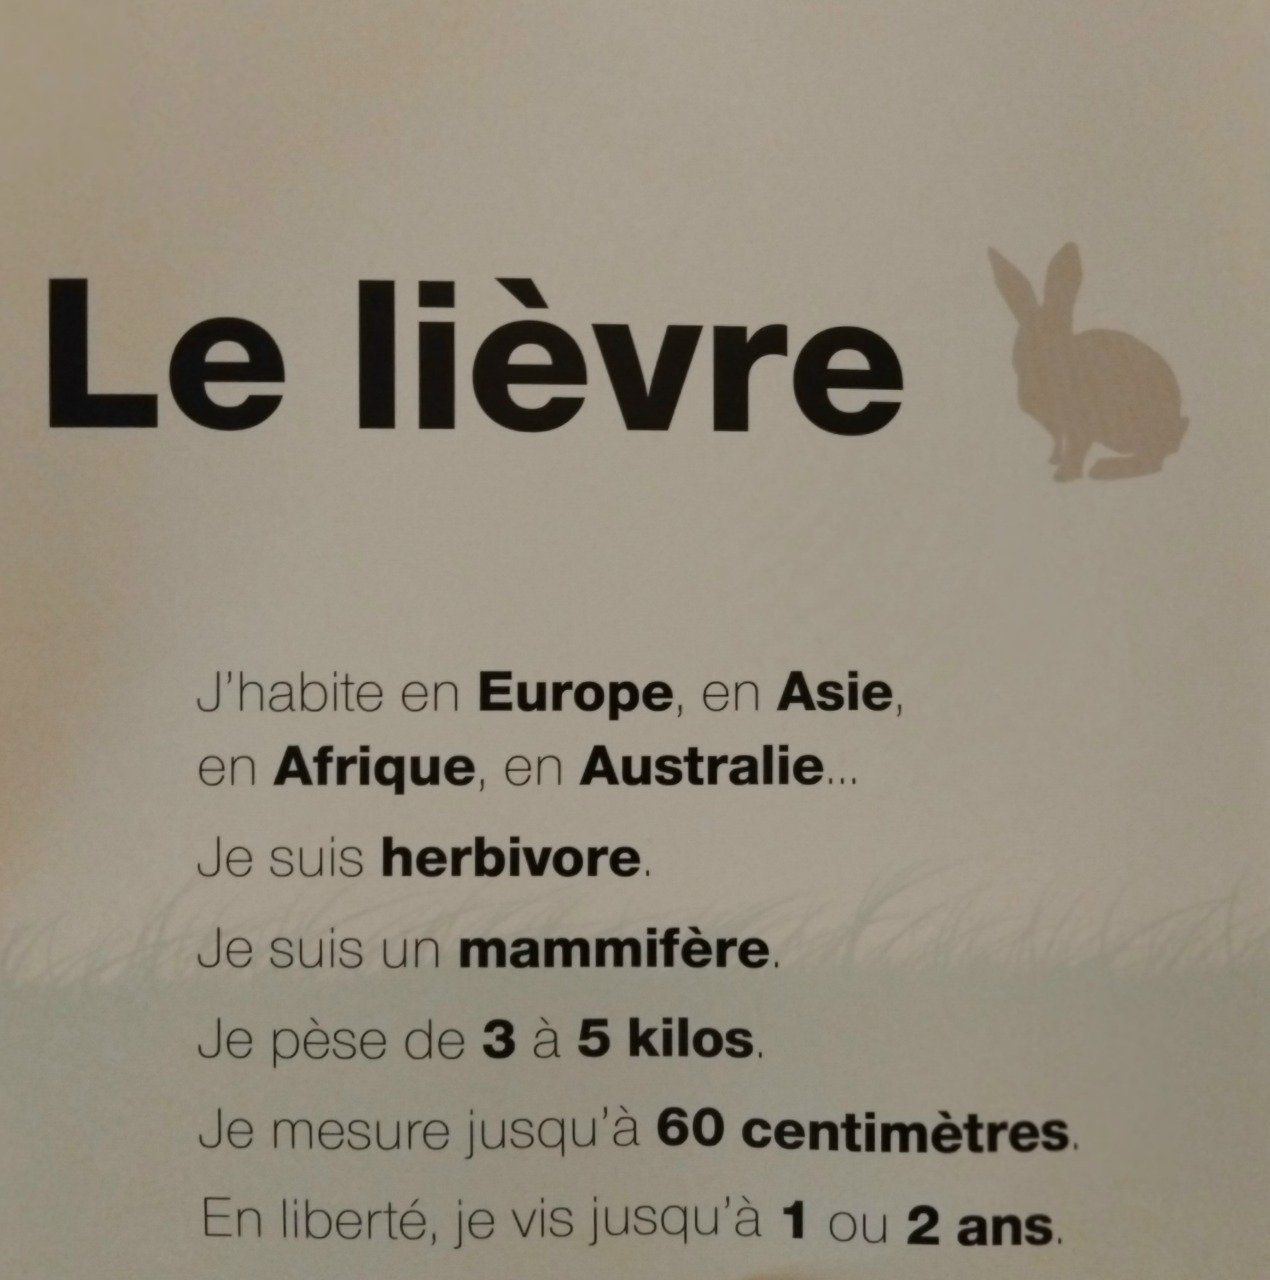 Le lièvre
J'habite en Europe, en Asie,
en Afrique, en Australie...
Je suis herbivore.
Je suis un mammifère.
Je pèse de 3 à 5 kilos.
Je mesure jusqu'à 60 centimètres.
En liberté, je vis jusqu'à 1 ou 2 ans.